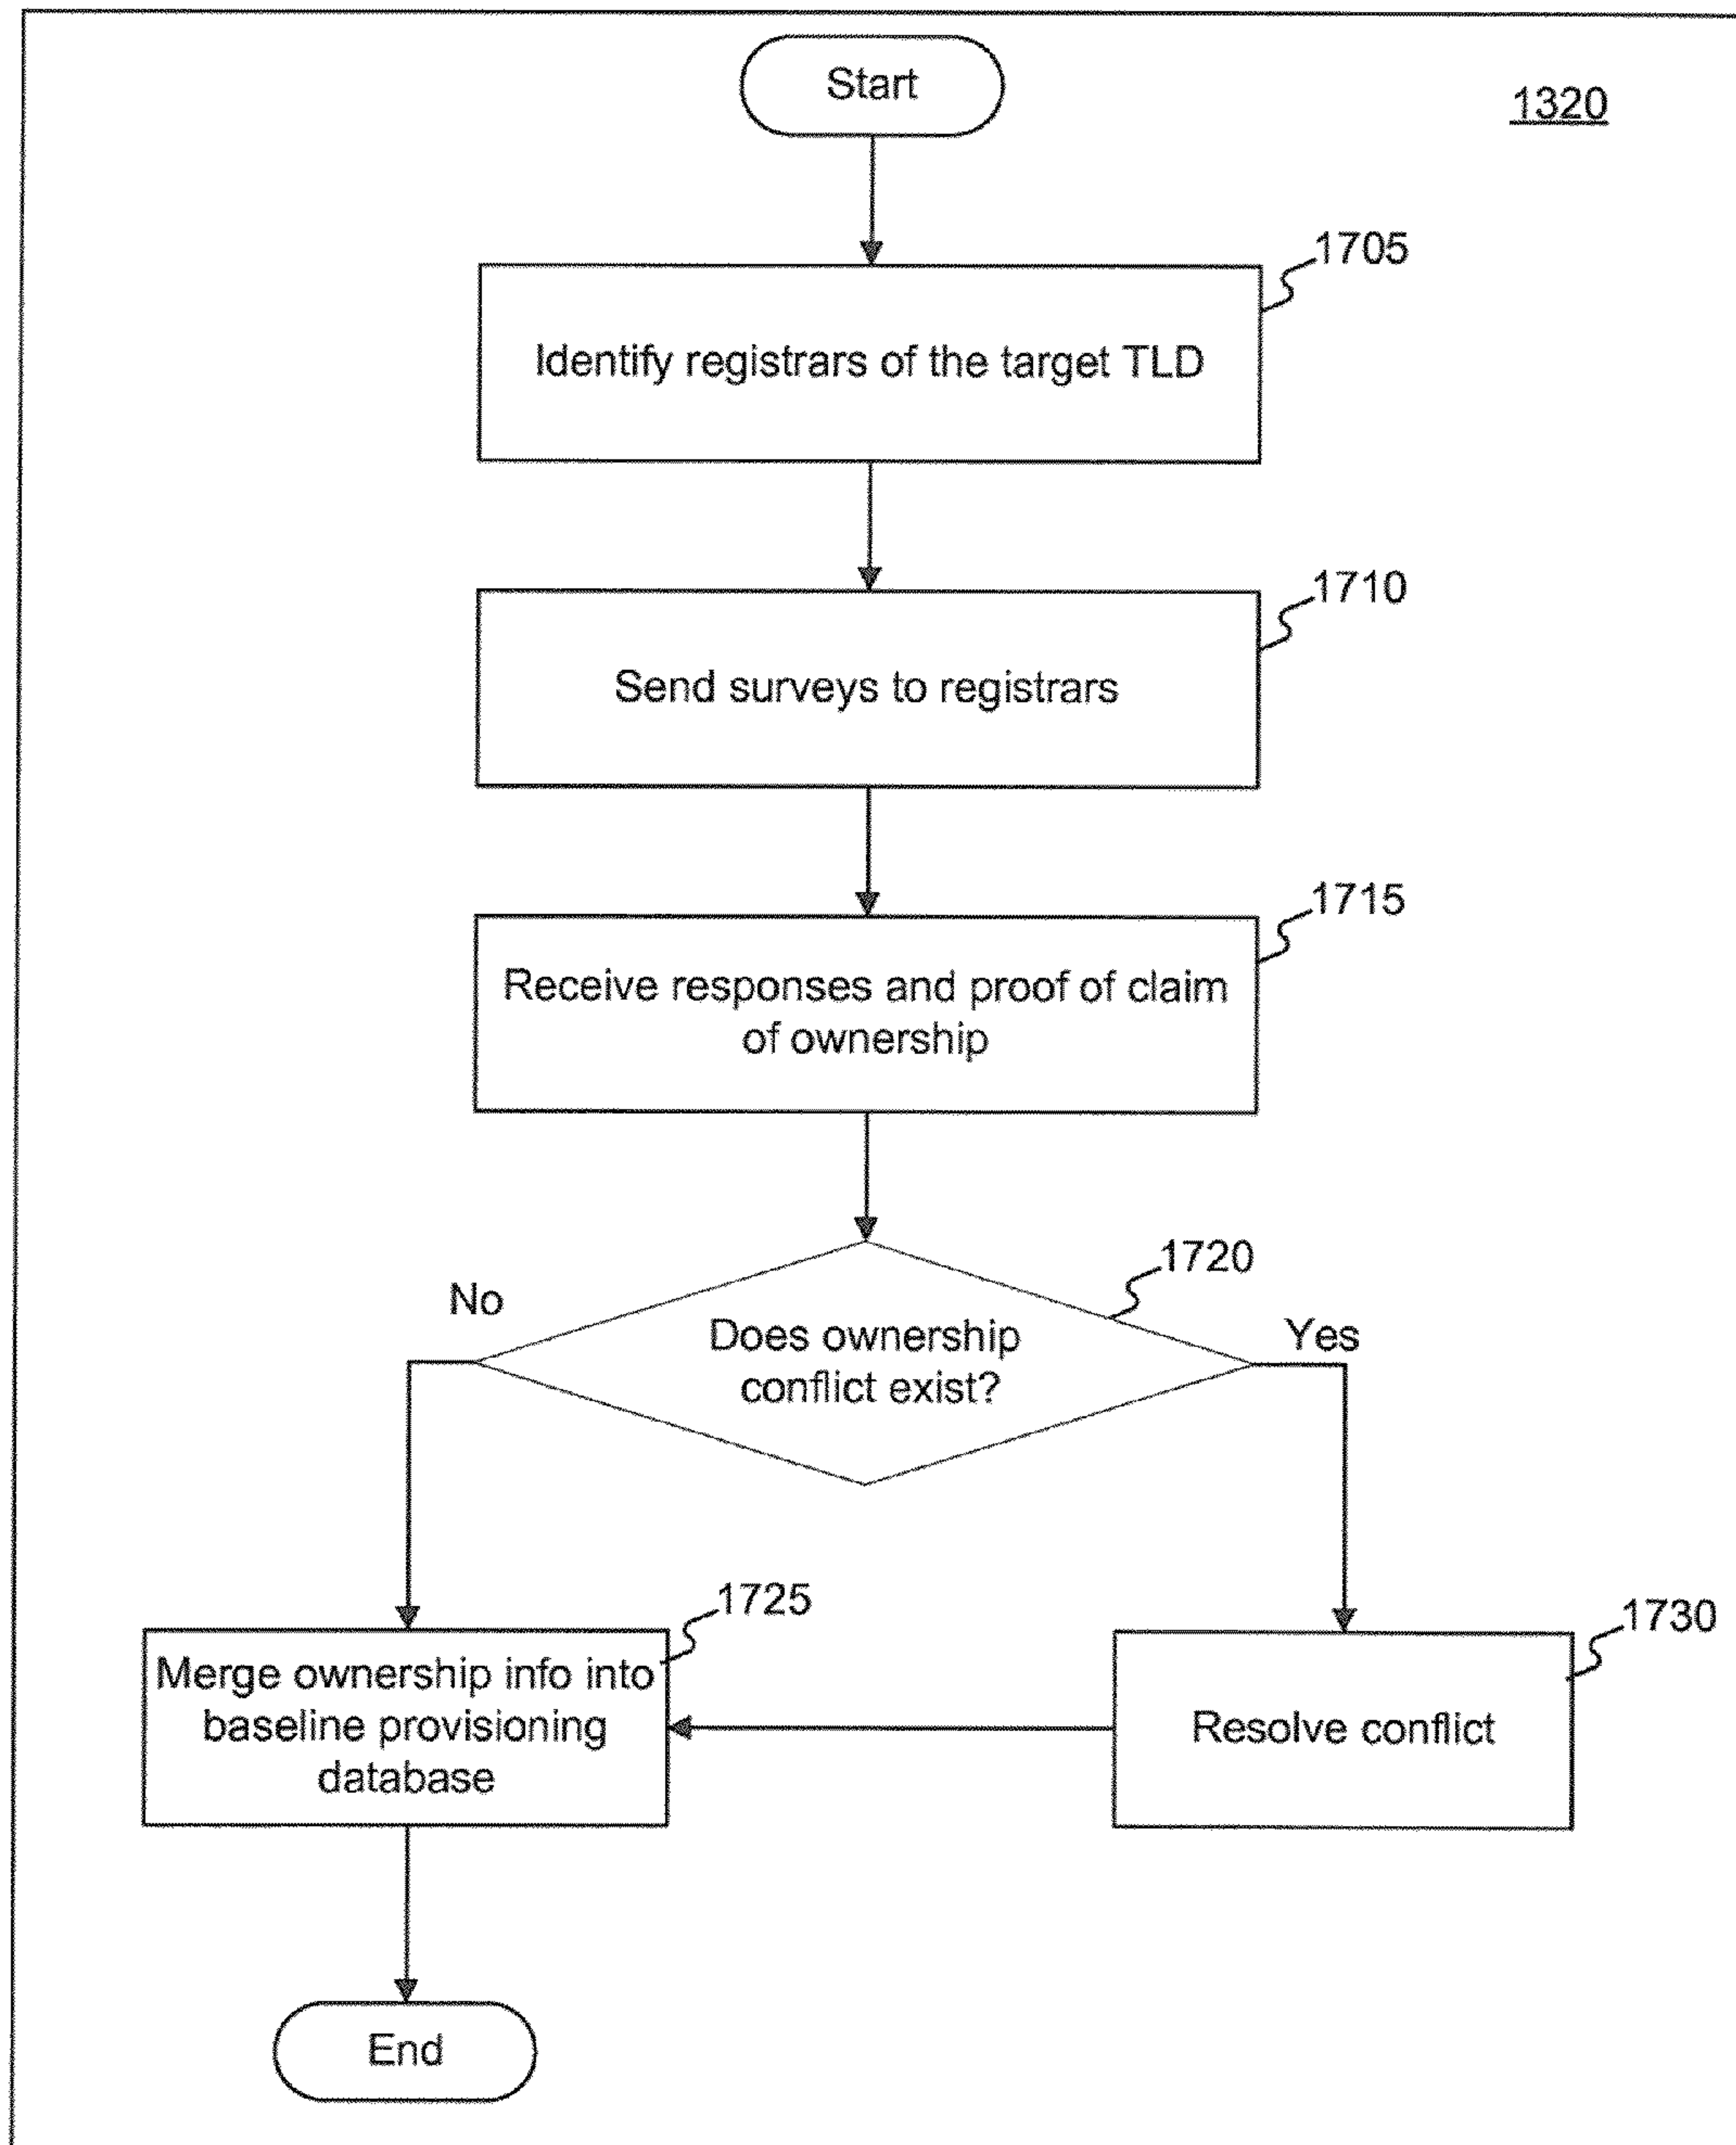 Start
1320
1705
Identify registrars of the target TLD
1710
Send surveys to registrars
1715
Receive responses and proof of claim
of ownership
1720
No
Does ownership
conflict exist?
Yes
1725
Merge ownership info into
baseline provisioning
database
1730
Resolve conflict
End